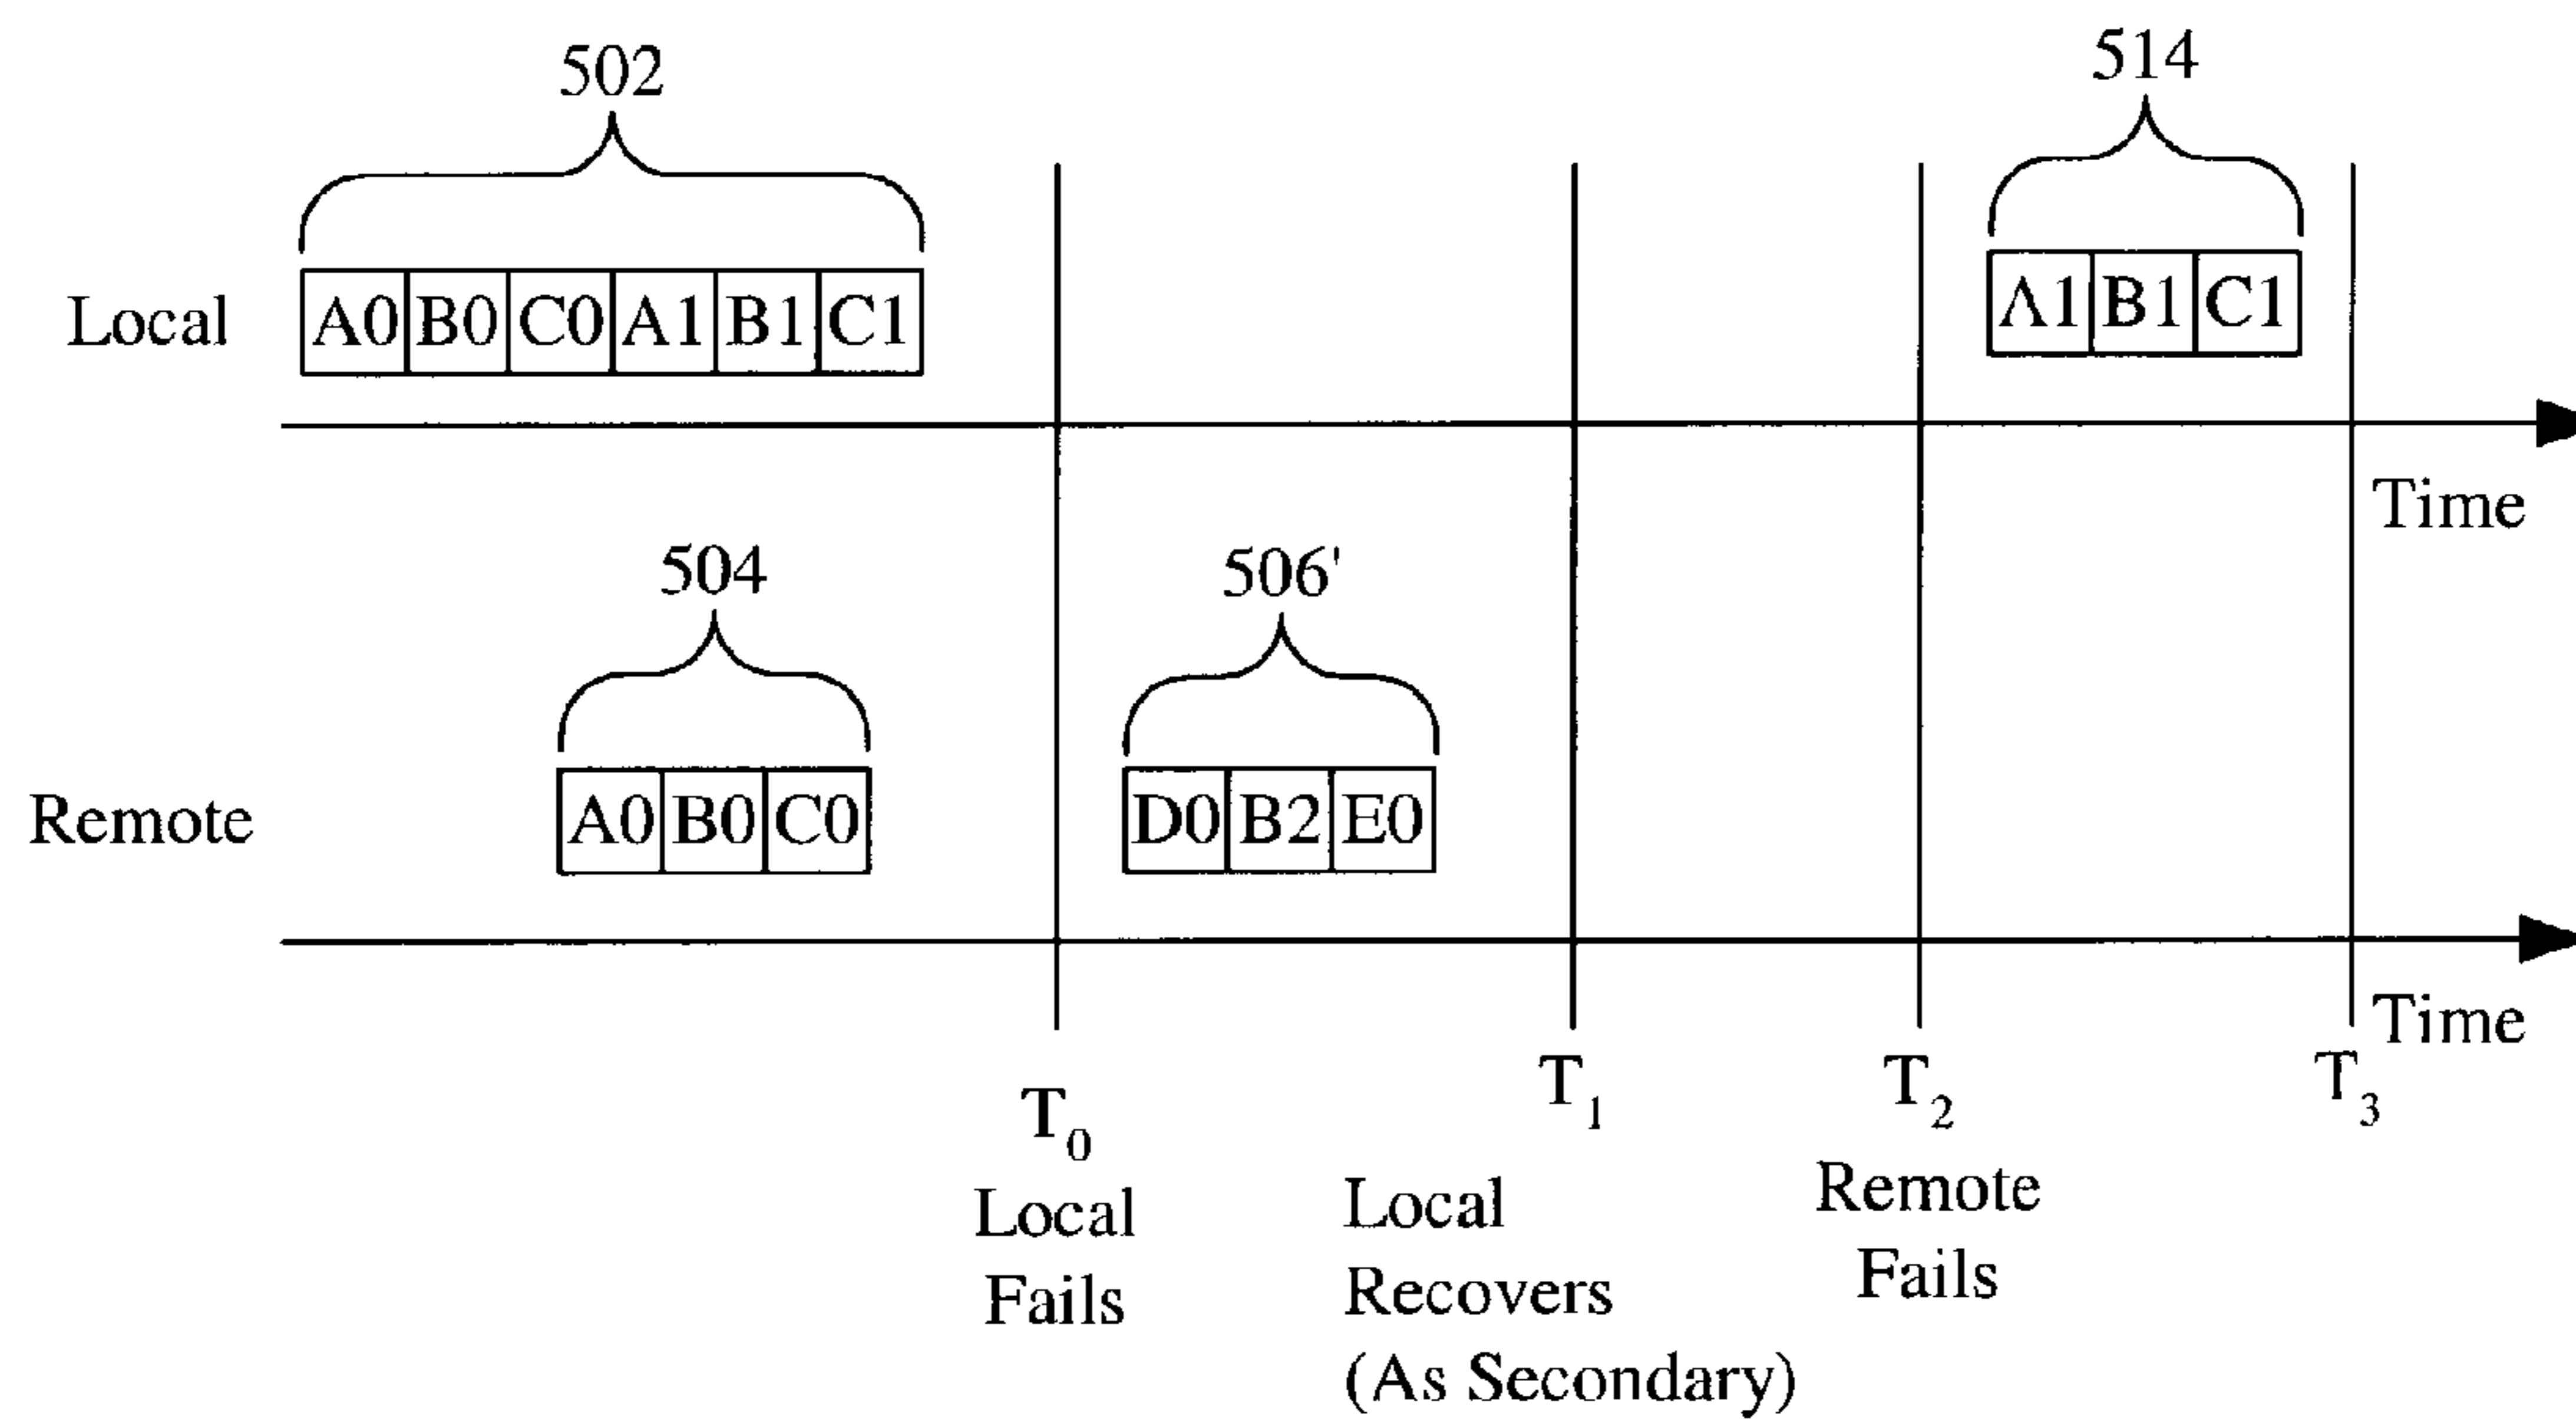 502
514
Local
A0 B0 C0 A1 B1 C1
A1 B1 C1
Time
504
506'
Remote
A0 B0 C0
D0 B2 E0
Time
T0
Local
Fails
T1
Local
Recovers
(As Secondary)
T2
Remote
Fails
T3